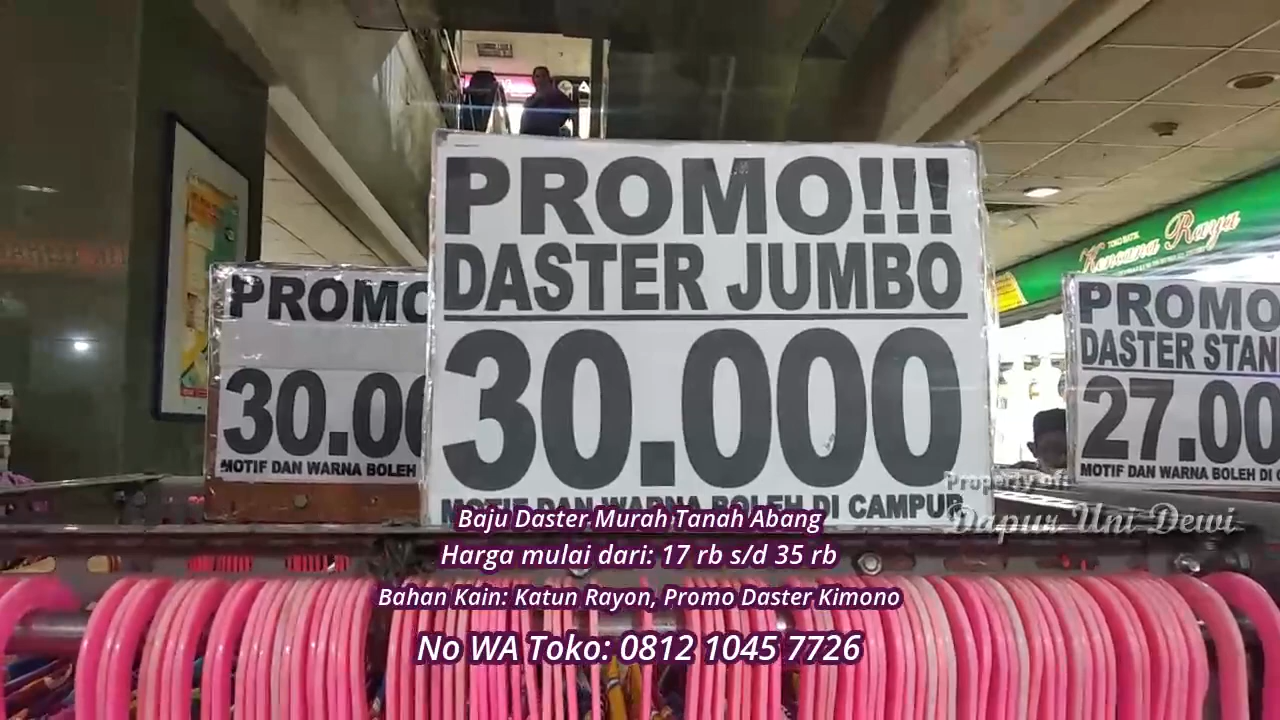 PROMO!!!
DASTER JUMBO
30.000
MOTIF DAN WARNA BOLEH DI CAMPUR
PROMO
30.00
MOTIF DAN WARNA BOLEH
TOKO BATIK
Kencana Raya
PROMO
DASTER STAN
27.00
MOTIF DAN WARNA BOLEH DI C
Property of:
Dapur Uni Dewi
Baju Daster Murah Tanah Abang
Harga mulai dari: 17 rb s/d 35 rb
Bahan Kain: Katun Rayon, Promo Daster Kimono
No WA Toko: 0812 1045 7726